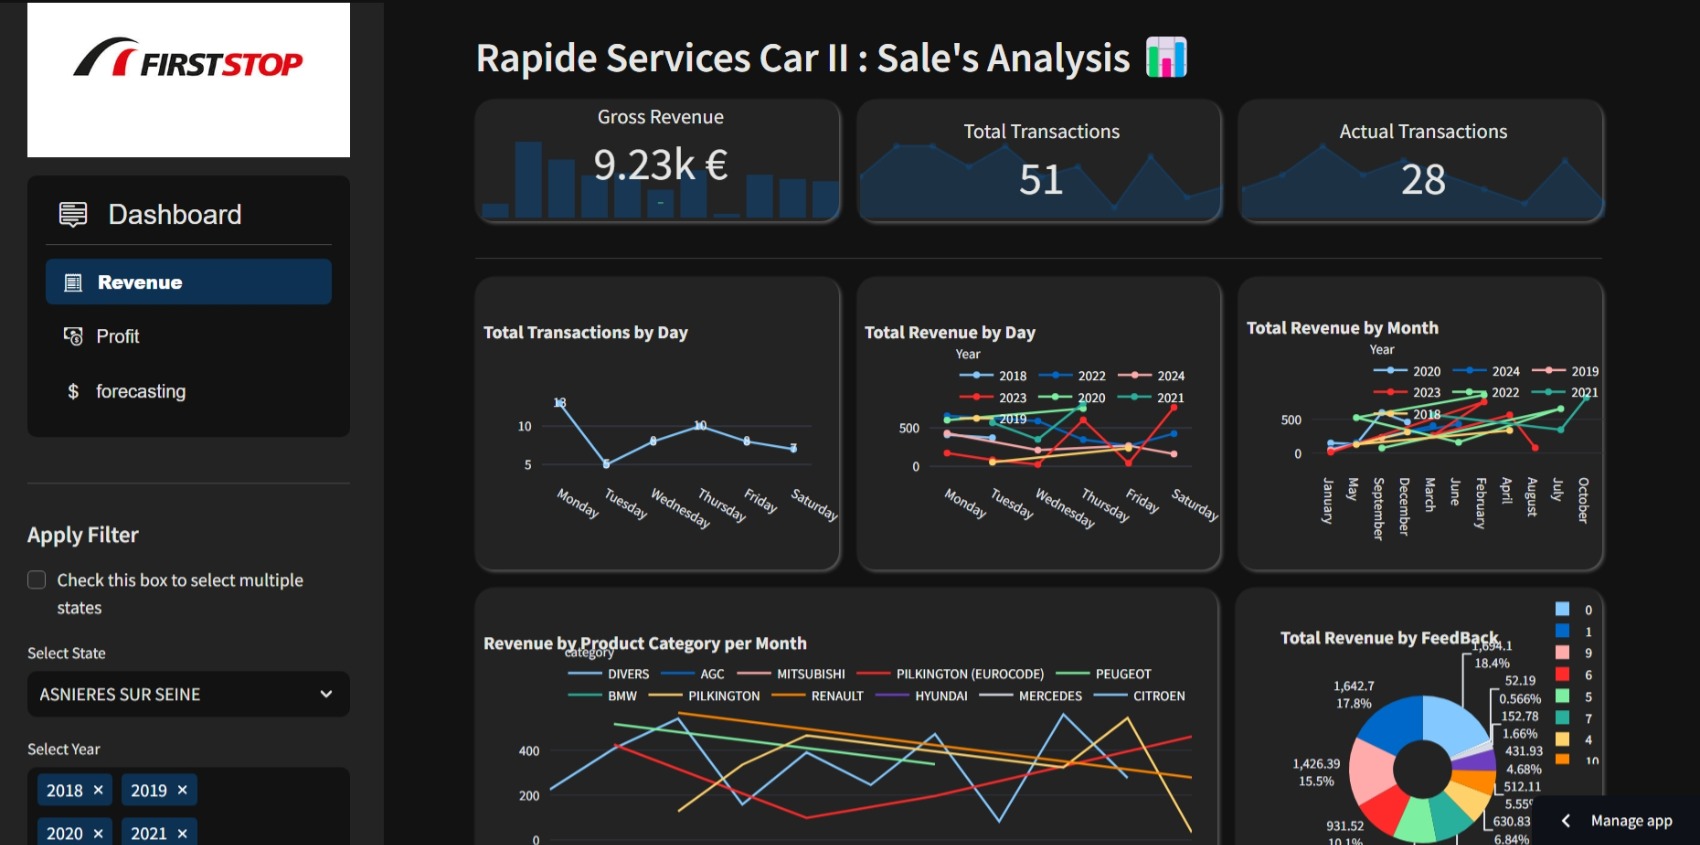 FIRSTSTOP
Dashboard
Revenue
Profit
$ forecasting
Apply Filter
Check this box to select multiple
states
Select State
ASNIERES SUR SEINE
Select Year
2018 × 2019 ×
2020 × 2021 ×
Rapide Services Car II : Sale's Analysis
Gross Revenue
9.23k €
-
Total Transactions
51
Actual Transactions
28
Total Transactions by Day
13
5
8
10
8
7
10
5
Monday
Tuesday
Wednesday
Thursday
Friday
Saturday
Total Revenue by Day
Year
2018 2022 2024
2023 2020 2021
2019
500
0
Monday
Tuesday
Wednesday
Thursday
Friday
Saturday
Total Revenue by Month
Year
2020 2024 2019
2023 2022 2021
2018
500
0
January
May
September
December
March
June
February
April
August
July
October
Revenue by Product Category per Month
category
DIVERS AGC MITSUBISHI PILKINGTON (EUROCODE) PEUGEOT
BMW PILKINGTON RENAULT HYUNDAI MERCEDES CITROEN
400
200
0
Total Revenue by FeedBack
1,694.1
18.4%
52.19
0.566%
152.78
1.66%
431.93
4.68%
512.11
5.55%
630.83
6.84%
1,642.7
17.8%
1,426.39
15.5%
931.52
10.1%
0
1
9
6
5
7
4
10
Manage app